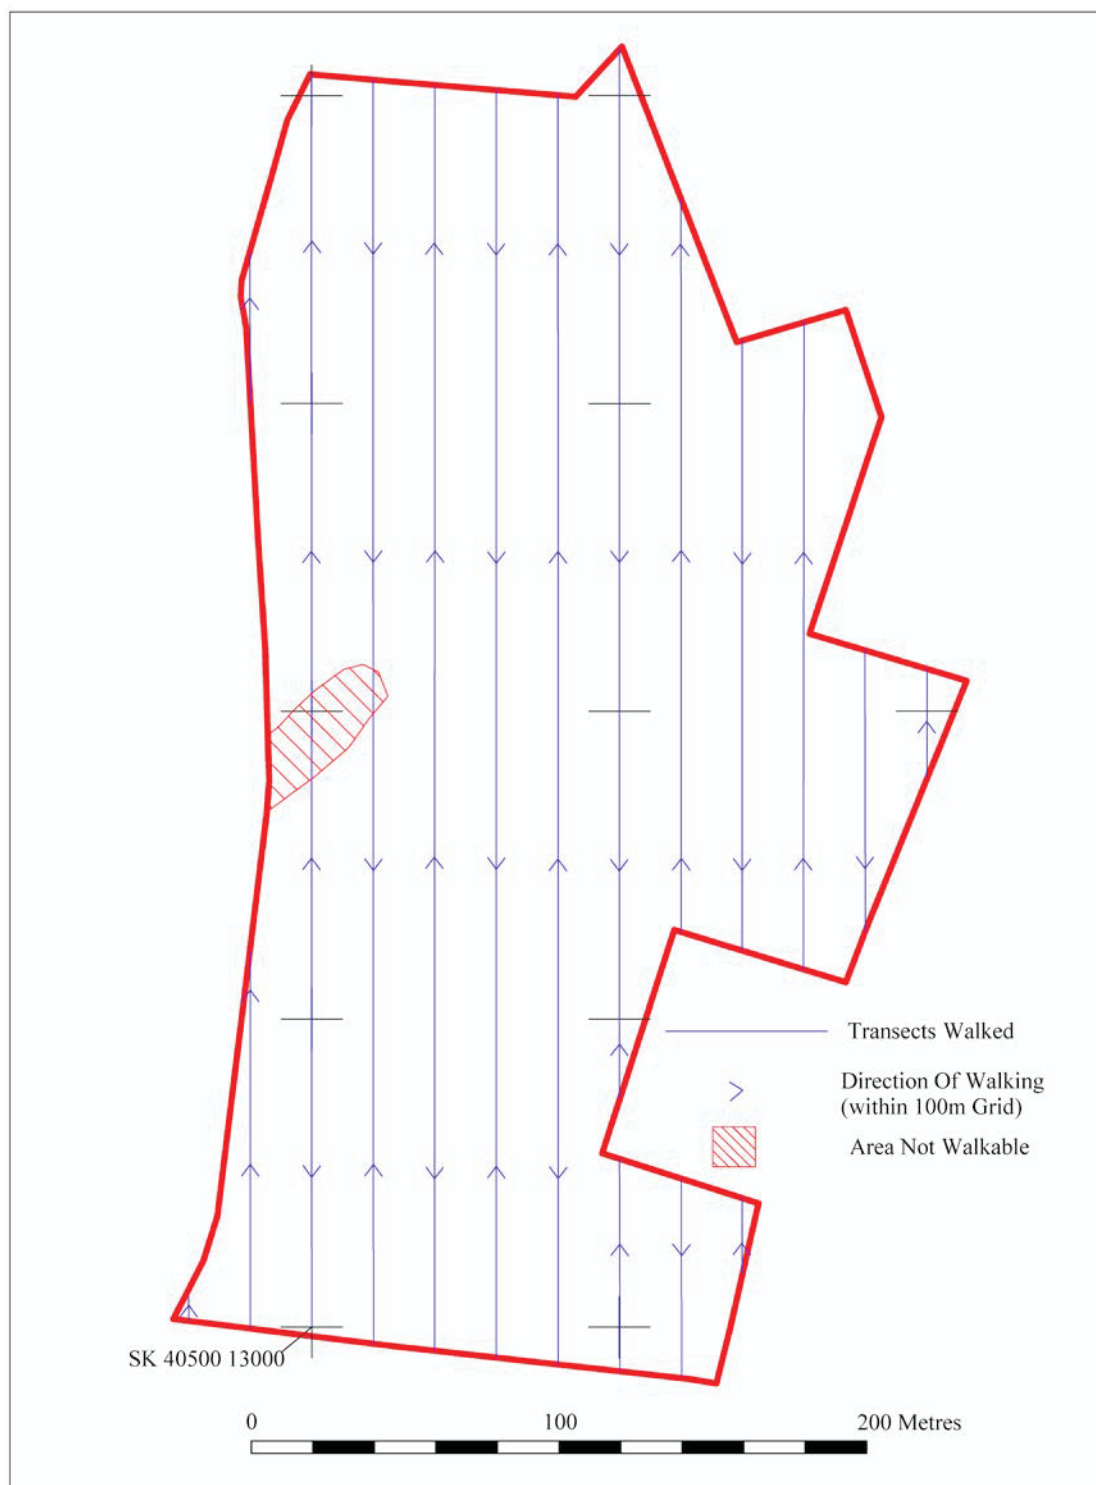 Transects Walked
Direction Of Walking
(within 100m Grid)
Area Not Walkable
SK 40500 13000
0 100 200 Metres